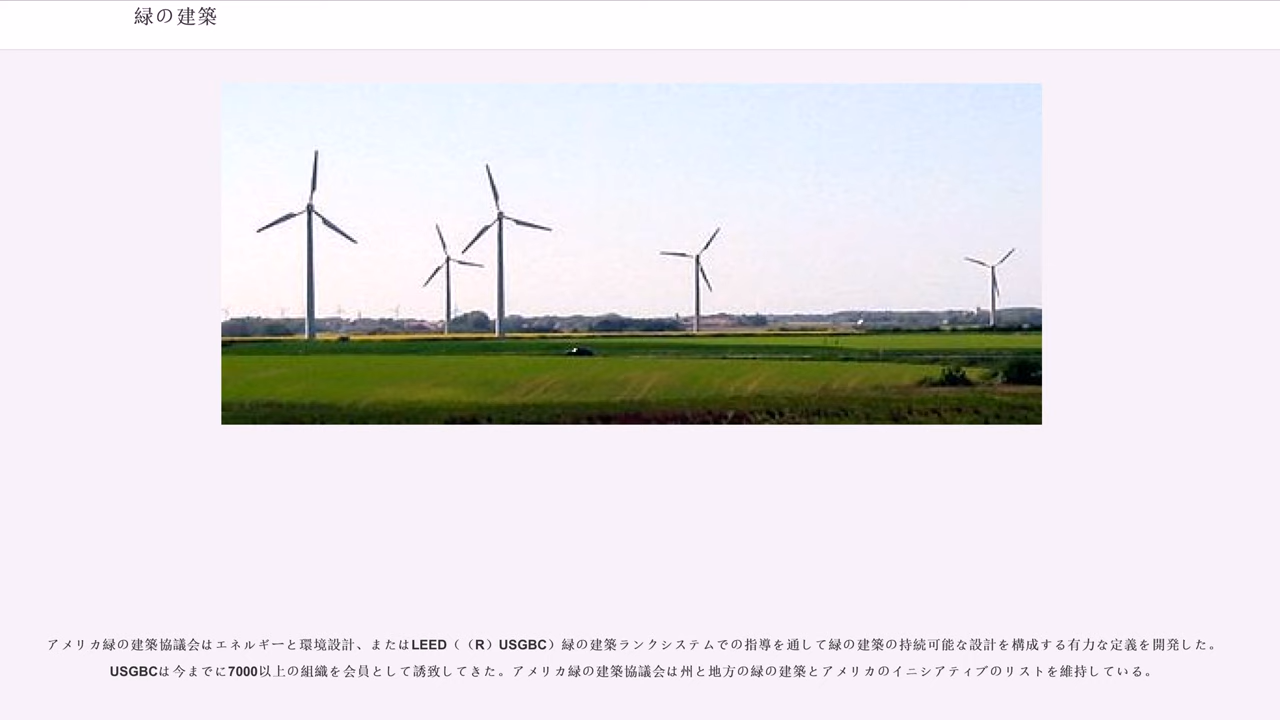 緑の建築
アメリカ緑の建築協議会はエネルギーと環境設計、またはLEED（（R）USGBC）緑の建築ランクシステムでの指導を通して緑の建築の持続可能な設計を構成する有力な定義を開発した。
USGBCは今までに7000以上の組織を会員として誘致してきた。アメリカ緑の建築協議会は州と地方の緑の建築とアメリカのイニシアティブのリストを維持している。